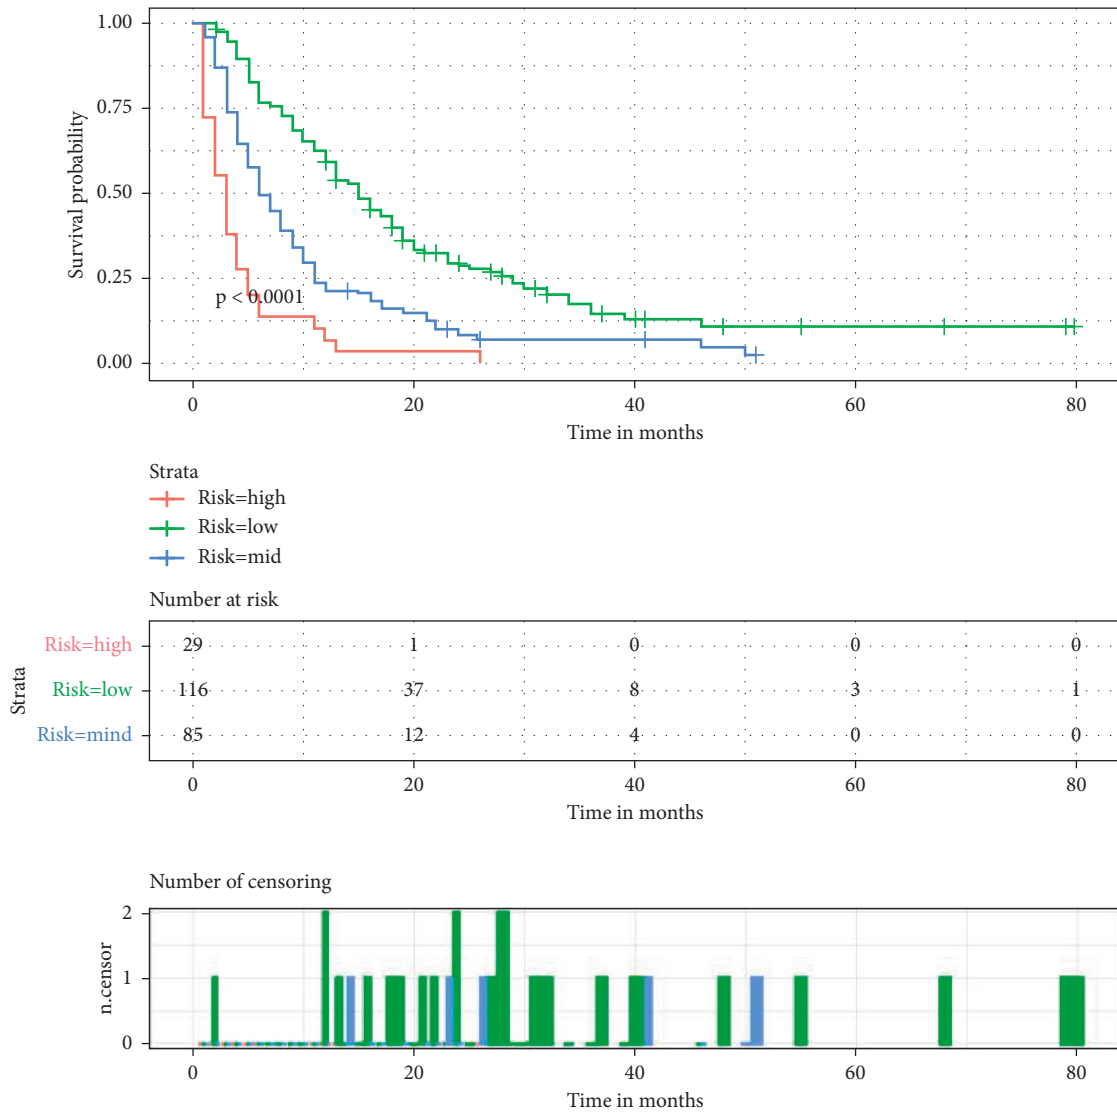 1.00
0.75
0.50
0.25
0.00
Survival probability
p < 0.0001
0 20 40 60 80
Time in months
Strata
Risk=high
Risk=low
Risk=mid
Number at risk
Strata
Risk=high 29 1 0 0 0
Risk=low 116 37 8 3 1
Risk=mind 85 12 4 0 0
0 20 40 60 80
Time in months
Number of censoring
n.censor
2
1
0
0 20 40 60 80
Time in months